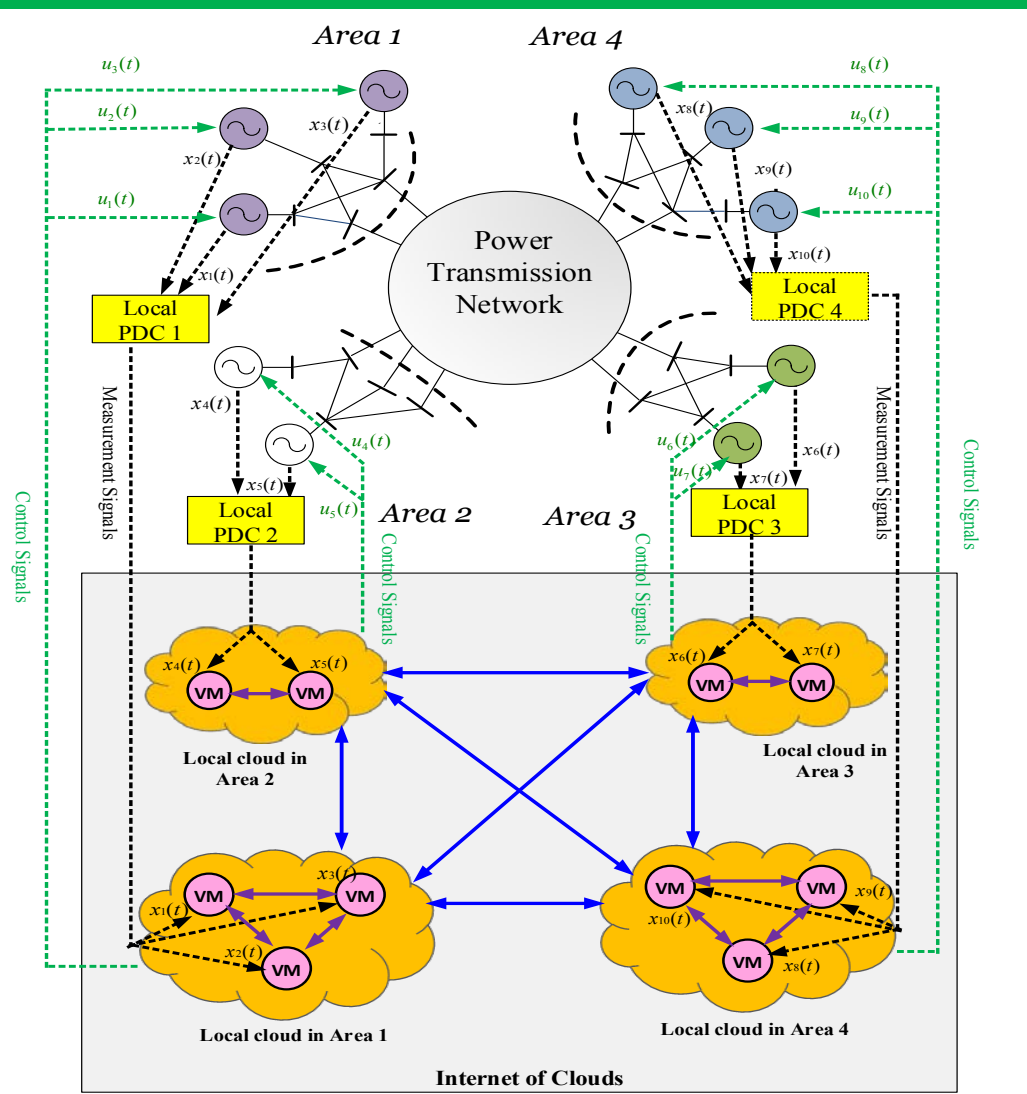 Area 1
Area 4
u3(t)
u8(t)
u2(t)
x3(t)
x8(t)
u9(t)
x2(t)
x9(t)
u1(t)
u10(t)
Power
Transmission
Network
x1(t)
x10(t)
Local
PDC 1
Local
PDC 4
x4(t)
u4(t)
u6(t)
x6(t)
x5(t)
u7(t)
x7(t)
u5(t)
Local
PDC 2
Area 2
Area 3
Local
PDC 3
Measurement Signals
Measurement Signals
Control Signals
Control Signals
Control Signals
Control Signals
x4(t)
x5(t)
VM
VM
x6(t)
x7(t)
VM
VM
Local cloud in
Area 2
Local cloud in
Area 3
x3(t)
VM
VM
x1(t)
x2(t)
VM
VM
VM
x9(t)
x10(t)
VM
x8(t)
Local cloud in Area 1
Local cloud in Area 4
Internet of Clouds